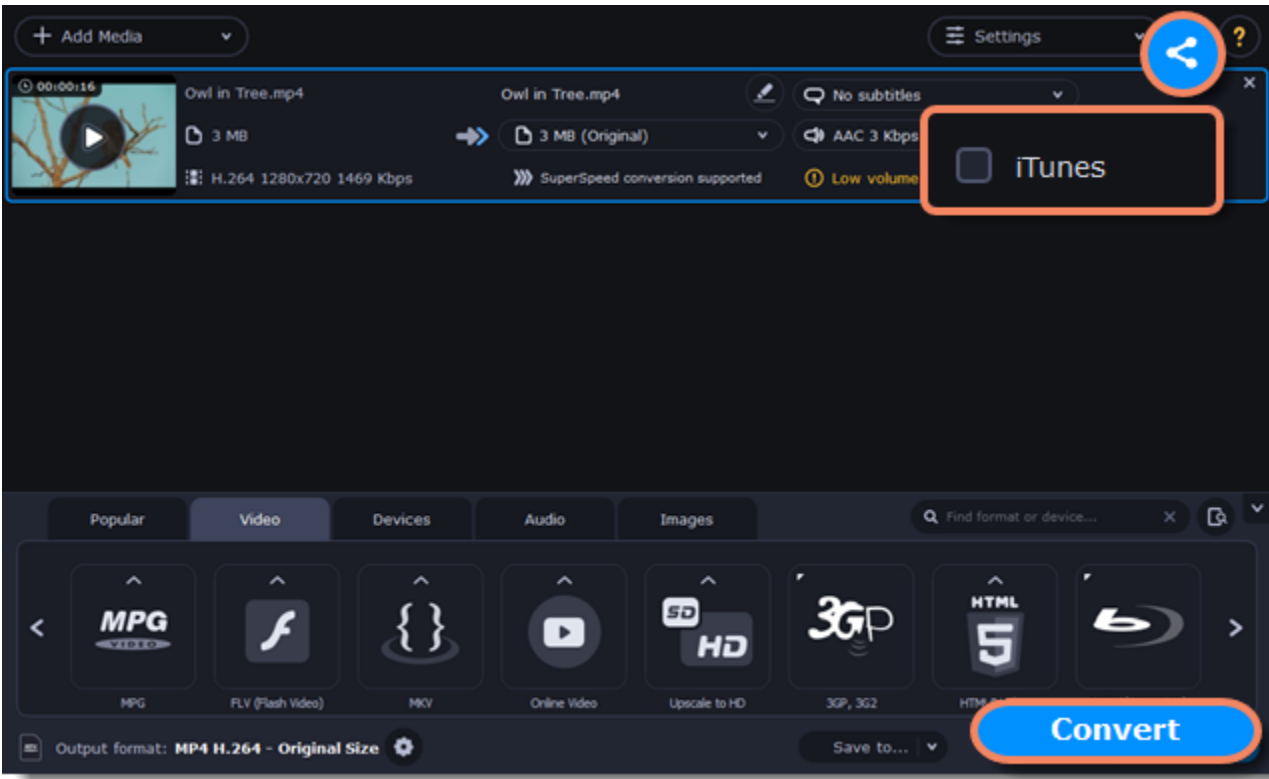 Add Media
Settings
?
00:00:16
Owl in Tree.mp4
Owl in Tree.mp4
No subtitles
3 MB
3 MB (Original)
AAC 3 Kbps
iTunes
H.264 1280x720 1469 Kbps
SuperSpeed conversion supported
Low volume
Popular
Video
Devices
Audio
Images
Find format or device...
MPG
VIDEO
{ }
SD
HD
3GP
HTML
5
MPG
FLV (Flash Video)
MKV
Online Video
Upscale to HD
3GP, 3G2
Output format: MP4 H.264 - Original Size
Save to...
Convert